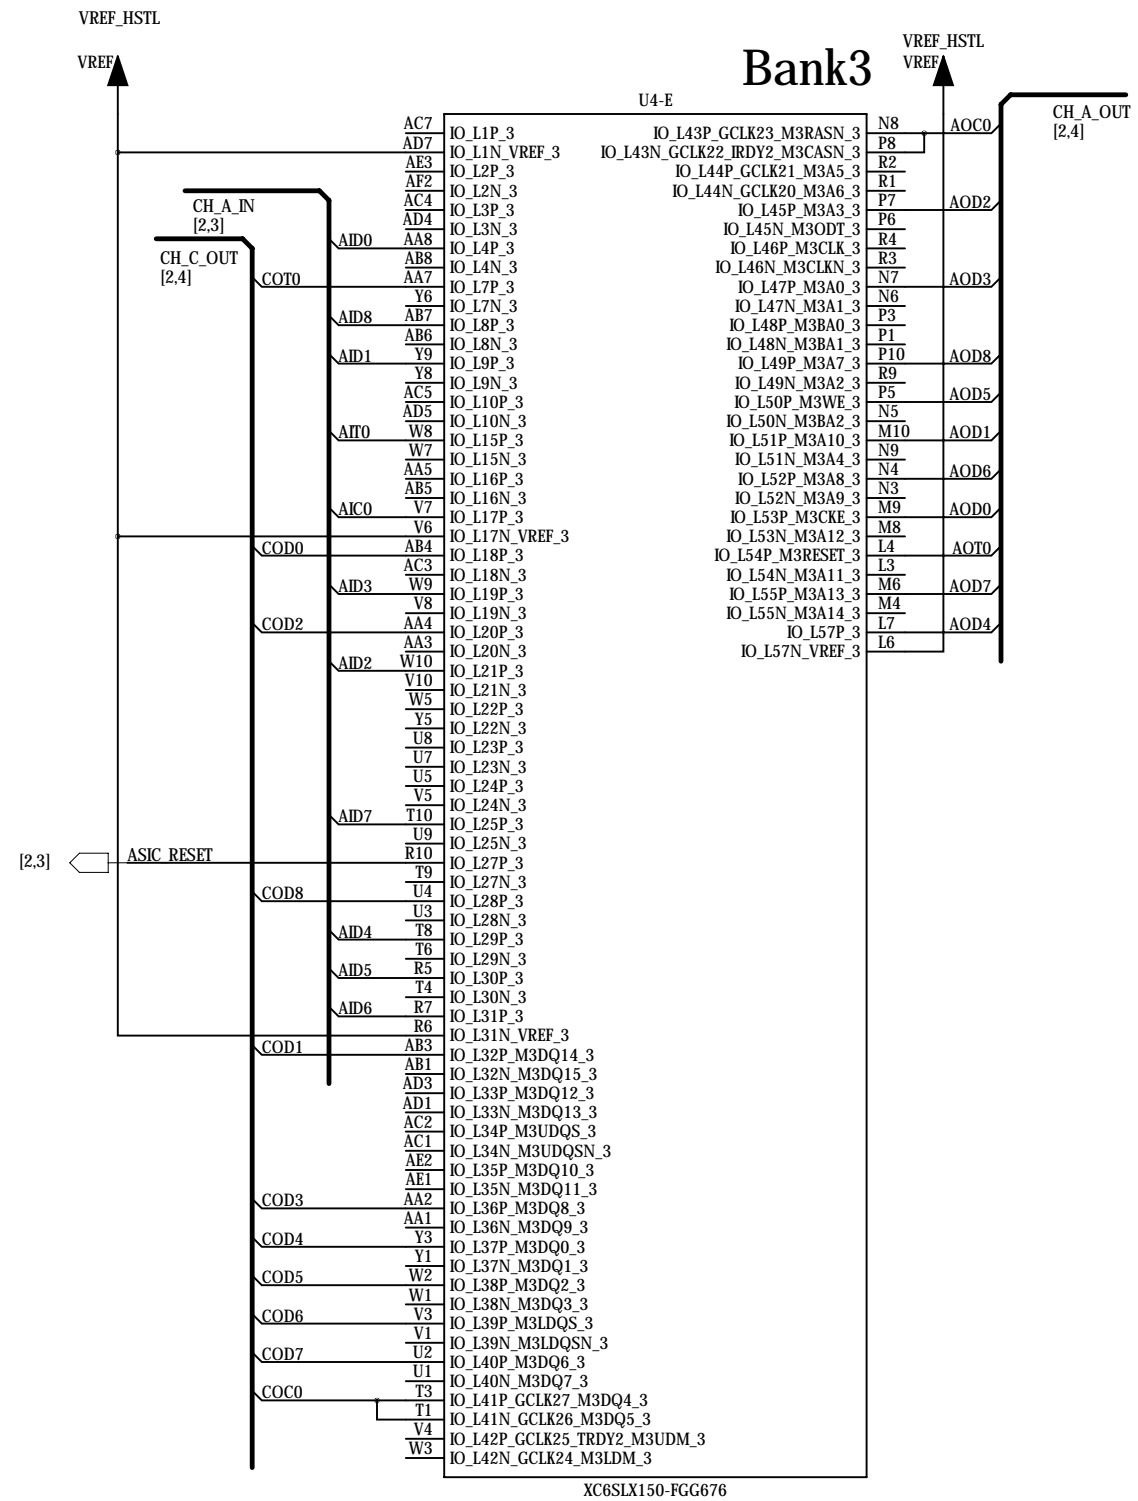 VREF_HSTL
VREF
Bank3
VREF_HSTL
VREF
U4-E
CH_A_OUT
[2,4]
CH_A_IN
[2,3]
CH_C_OUT
[2,4]
AC7 IO_L1P_3
AD7 IO_L1N_VREF_3
AE3 IO_L2P_3
AF2 IO_L2N_3
AC4 IO_L3P_3
AD4 IO_L3N_3
AID0 AA8 IO_L4P_3
AB8 IO_L4N_3
COT0 AA7 IO_L7P_3
Y6 IO_L7N_3
AID8 AB7 IO_L8P_3
AB6 IO_L8N_3
AID1 Y9 IO_L9P_3
Y8 IO_L9N_3
AC5 IO_L10P_3
AD5 IO_L10N_3
AIT0 W8 IO_L15P_3
W7 IO_L15N_3
AA5 IO_L16P_3
AB5 IO_L16N_3
AIC0 V7 IO_L17P_3
V6 IO_L17N_VREF_3
COD0 AB4 IO_L18P_3
AC3 IO_L18N_3
AID3 W9 IO_L19P_3
V8 IO_L19N_3
COD2 AA4 IO_L20P_3
AA3 IO_L20N_3
AID2 W10 IO_L21P_3
V10 IO_L21N_3
W5 IO_L22P_3
Y5 IO_L22N_3
U8 IO_L23P_3
U7 IO_L23N_3
U5 IO_L24P_3
V5 IO_L24N_3
AID7 T10 IO_L25P_3
U9 IO_L25N_3
[2,3] ASIC_RESET R10 IO_L27P_3
T9 IO_L27N_3
COD8 U4 IO_L28P_3
U3 IO_L28N_3
AID4 T8 IO_L29P_3
T6 IO_L29N_3
AID5 R5 IO_L30P_3
T4 IO_L30N_3
AID6 R7 IO_L31P_3
R6 IO_L31N_VREF_3
COD1 AB3 IO_L32P_M3DQ14_3
AB1 IO_L32N_M3DQ15_3
AD3 IO_L33P_M3DQ12_3
AD1 IO_L33N_M3DQ13_3
AC2 IO_L34P_M3UDQS_3
AC1 IO_L34N_M3UDQSN_3
AE2 IO_L35P_M3DQ10_3
AE1 IO_L35N_M3DQ11_3
COD3 AA2 IO_L36P_M3DQ8_3
AA1 IO_L36N_M3DQ9_3
COD4 Y3 IO_L37P_M3DQ0_3
Y1 IO_L37N_M3DQ1_3
COD5 W2 IO_L38P_M3DQ2_3
W1 IO_L38N_M3DQ3_3
COD6 V3 IO_L39P_M3LDQS_3
V1 IO_L39N_M3LDQSN_3
COD7 U2 IO_L40P_M3DQ6_3
U1 IO_L40N_M3DQ7_3
COC0 T3 IO_L41P_GCLK27_M3DQ4_3
T1 IO_L41N_GCLK26_M3DQ5_3
V4 IO_L42P_GCLK25_TRDY2_M3UDM_3
W3 IO_L42N_GCLK24_M3LDM_3
IO_L43P_GCLK23_M3RASN_3 N8 AOC0
IO_L43N_GCLK22_IRDY2_M3CASN_3 P8
IO_L44P_GCLK21_M3A5_3 R2
IO_L44N_GCLK20_M3A6_3 R1
IO_L45P_M3A3_3 P7 AOD2
IO_L45N_M3ODT_3 P6
IO_L46P_M3CLK_3 R4
IO_L46N_M3CLKN_3 R3
IO_L47P_M3A0_3 N7 AOD3
IO_L47N_M3A1_3 N6
IO_L48P_M3BA0_3 P3
IO_L48N_M3BA1_3 P1
IO_L49P_M3A7_3 P10 AOD8
IO_L49N_M3A2_3 R9
IO_L50P_M3WE_3 P5 AOD5
IO_L50N_M3BA2_3 N5
IO_L51P_M3A10_3 M10 AOD1
IO_L51N_M3A4_3 N9
IO_L52P_M3A8_3 N4 AOD6
IO_L52N_M3A9_3 N3
IO_L53P_M3CKE_3 M9 AOD0
IO_L53N_M3A12_3 M8
IO_L54P_M3RESET_3 L4 AOT0
IO_L54N_M3A11_3 L3
IO_L55P_M3A13_3 M6 AOD7
IO_L55N_M3A14_3 M4
IO_L57P_3 L7 AOD4
IO_L57N_VREF_3 L6
XC6SLX150-FGG676